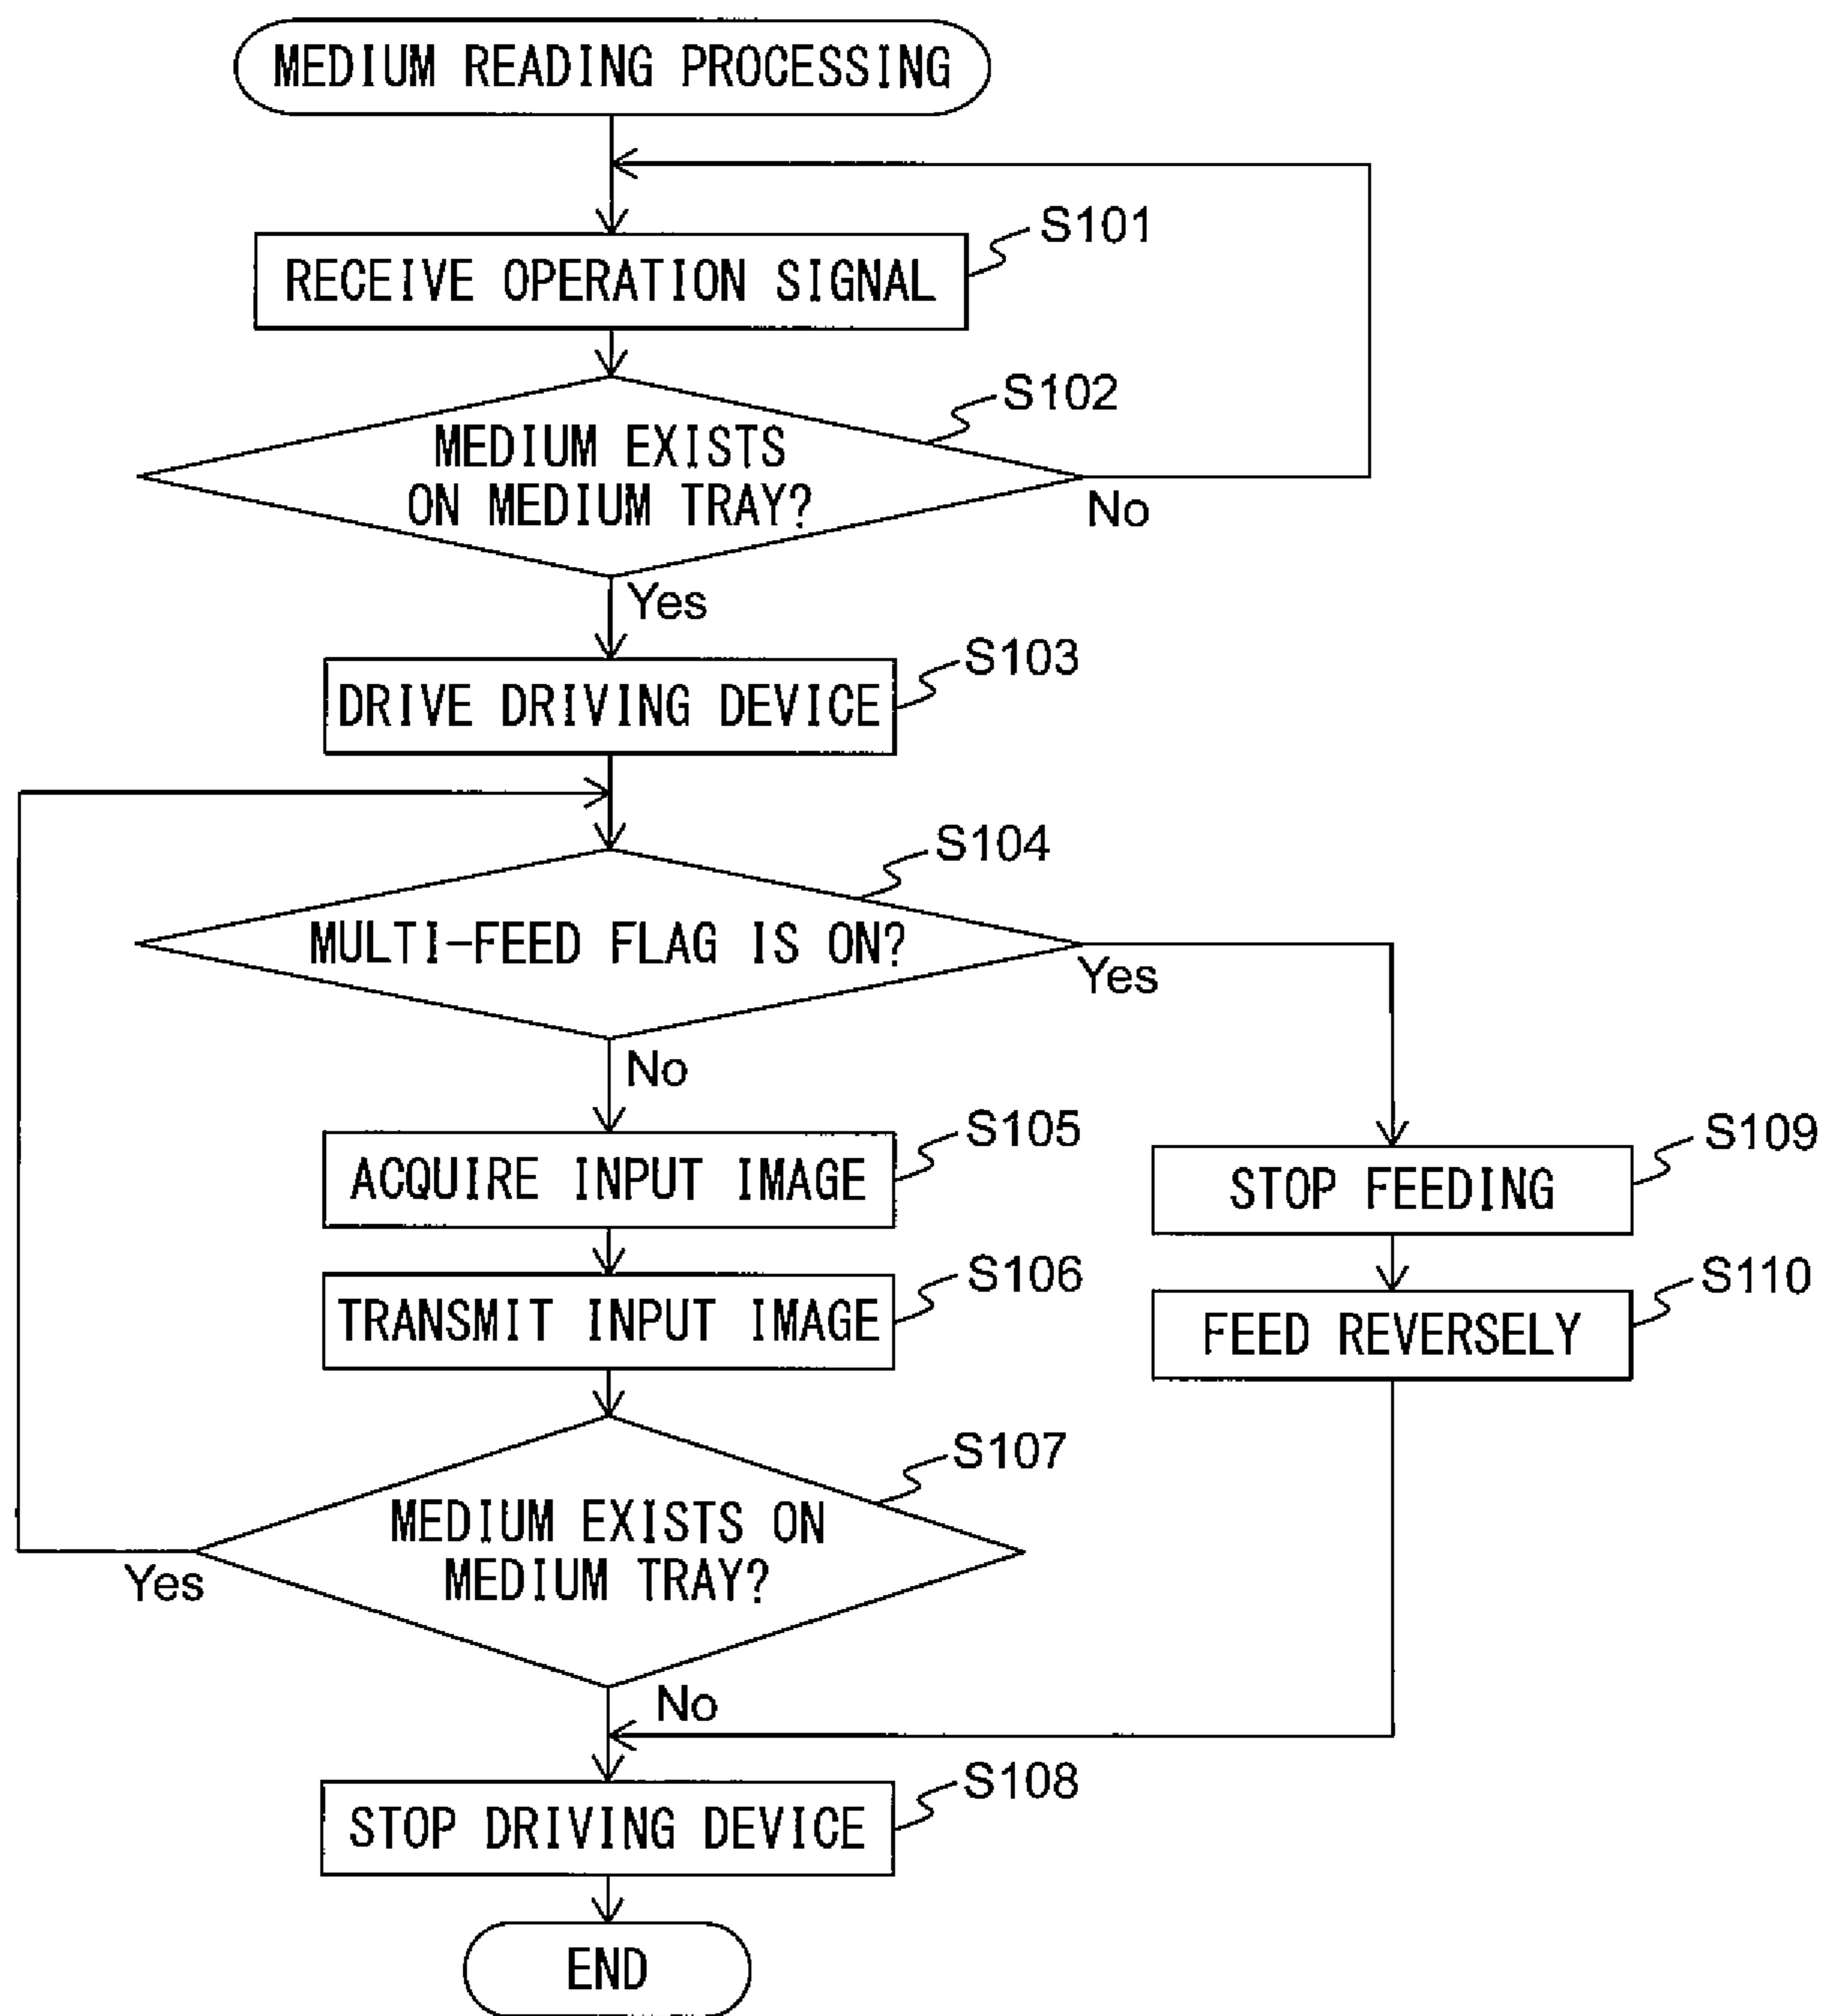 MEDIUM READING PROCESSING
S101
RECEIVE OPERATION SIGNAL
S102
MEDIUM EXISTS
ON MEDIUM TRAY?
No
Yes
S103
DRIVE DRIVING DEVICE
S104
MULTI-FEED FLAG IS ON?
Yes
No
S105
ACQUIRE INPUT IMAGE
S109
STOP FEEDING
S106
TRANSMIT INPUT IMAGE
S110
FEED REVERSELY
S107
MEDIUM EXISTS ON
MEDIUM TRAY?
Yes
No
S108
STOP DRIVING DEVICE
END